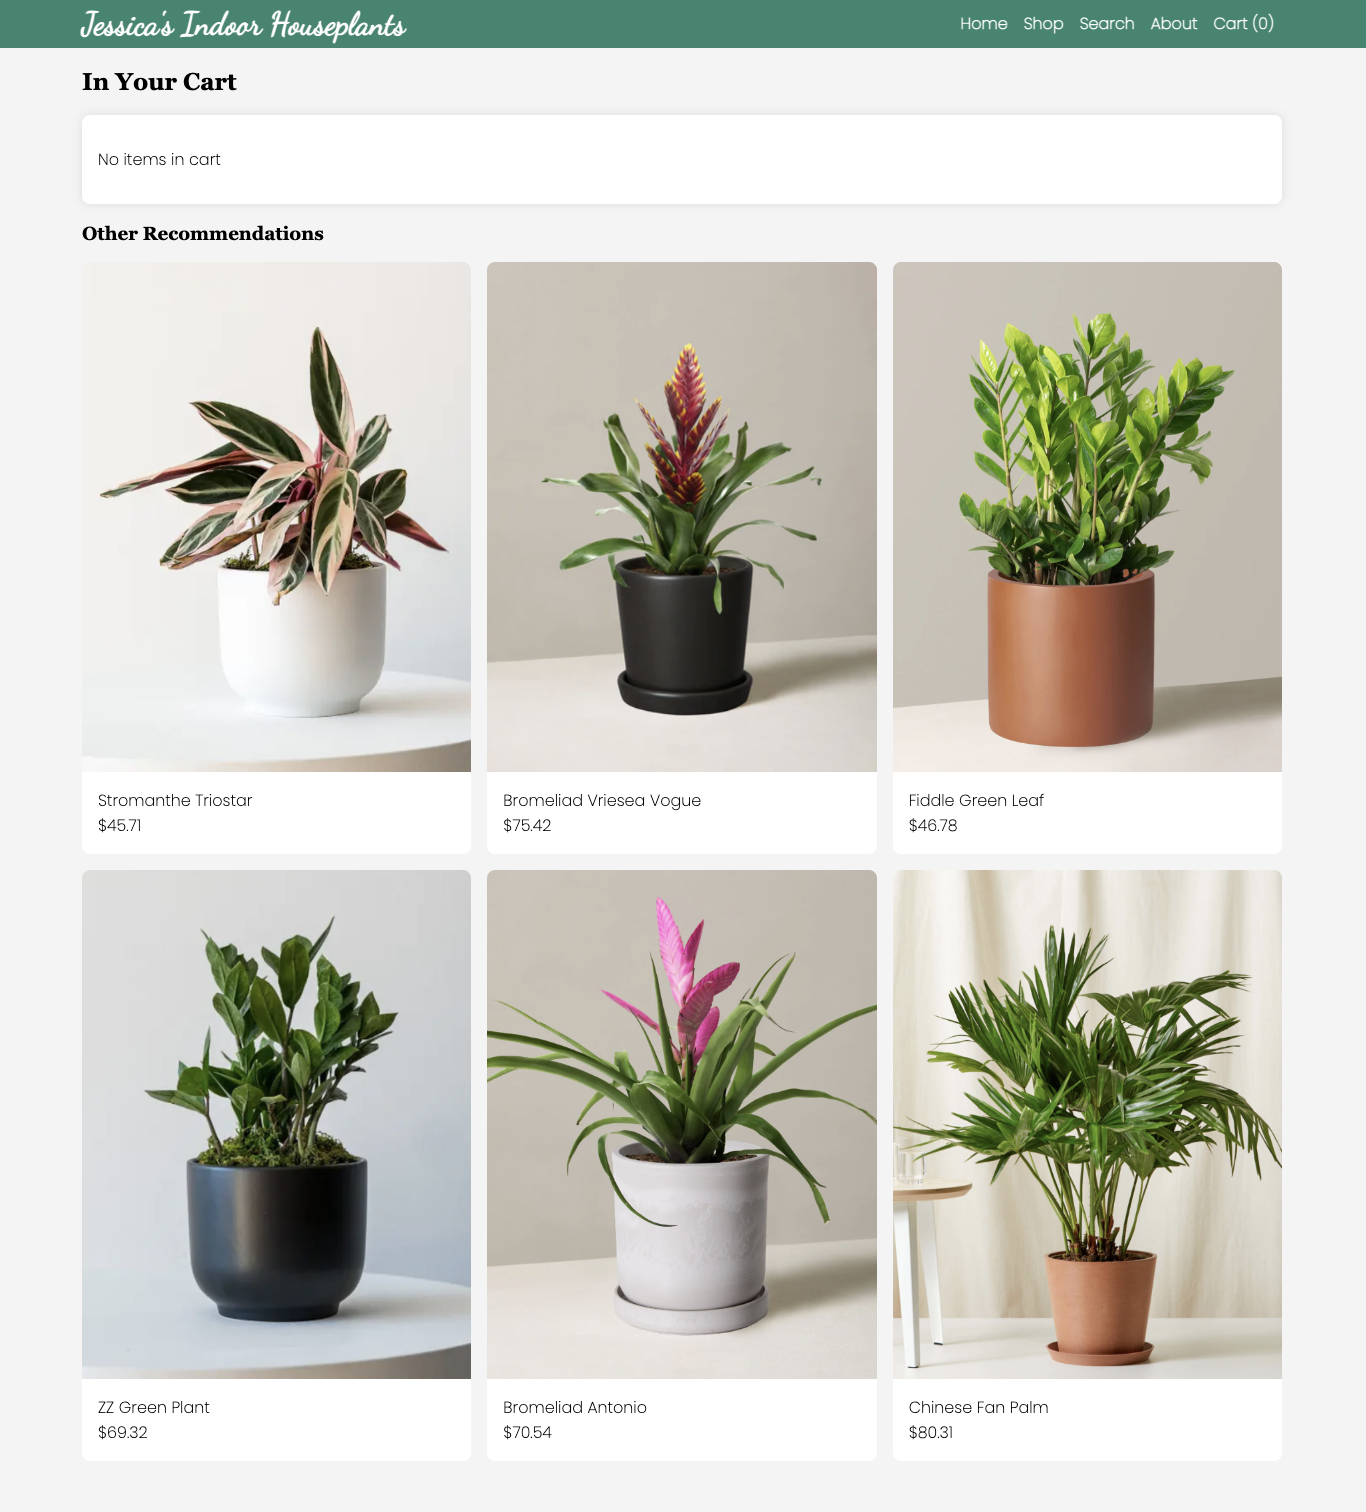 Jessica's Indoor Houseplants
Home Shop Search About Cart (0)
In Your Cart
No items in cart
Other Recommendations
Stromanthe Triostar
$45.71
Bromeliad Vriesea Vogue
$75.42
Fiddle Green Leaf
$46.78
ZZ Green Plant
$69.32
Bromeliad Antonio
$70.54
Chinese Fan Palm
$80.31